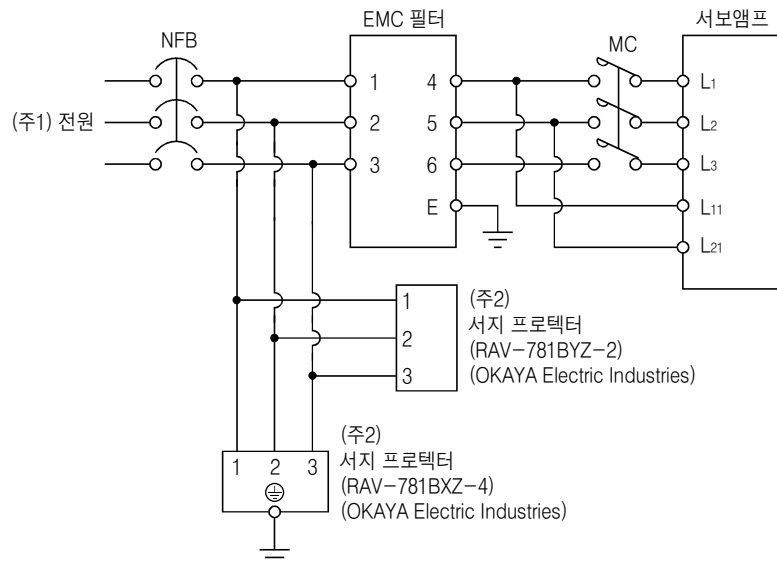 EMC 필터
서보앰프
NFB
MC
(주1) 전원
1
2
3
4
5
6
E
L1
L2
L3
L11
L21
1
2
3
(주2)
서지 프로텍터
(RAV-781BYZ-2)
(OKAYA Electric Industries)
1 2 3
(주2)
서지 프로텍터
(RAV-781BXZ-4)
(OKAYA Electric Industries)